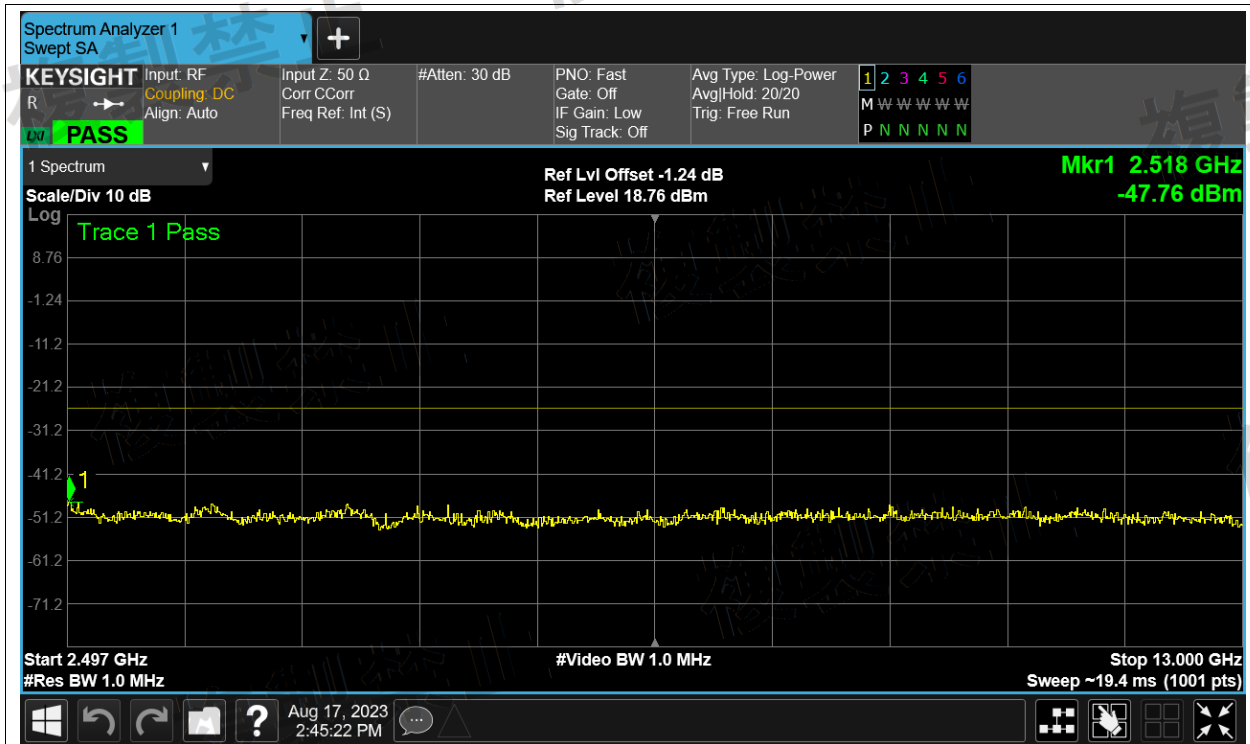 Spectrum Analyzer 1
Swept SA
KEYSIGHT
R
LXI
PASS
Input: RF
Coupling: DC
Align: Auto
Input Z: 50 Ω
Corr CCorr
Freq Ref: Int (S)
#Atten: 30 dB
PNO: Fast
Gate: Off
IF Gain: Low
Sig Track: Off
Avg Type: Log-Power
Avg|Hold: 20/20
Trig: Free Run
1 2 3 4 5 6
M W W W W W
P N N N N N
1 Spectrum
Scale/Div 10 dB
Ref Lvl Offset -1.24 dB
Ref Level 18.76 dBm
Mkr1 2.518 GHz
-47.76 dBm
Log
Trace 1 Pass
8.76
-1.24
-11.2
-21.2
-31.2
-41.2
1
-51.2
-61.2
-71.2
Start 2.497 GHz
#Res BW 1.0 MHz
#Video BW 1.0 MHz
Stop 13.000 GHz
Sweep ~19.4 ms (1001 pts)
?
Aug 17, 2023
2:45:22 PM
複製禁止